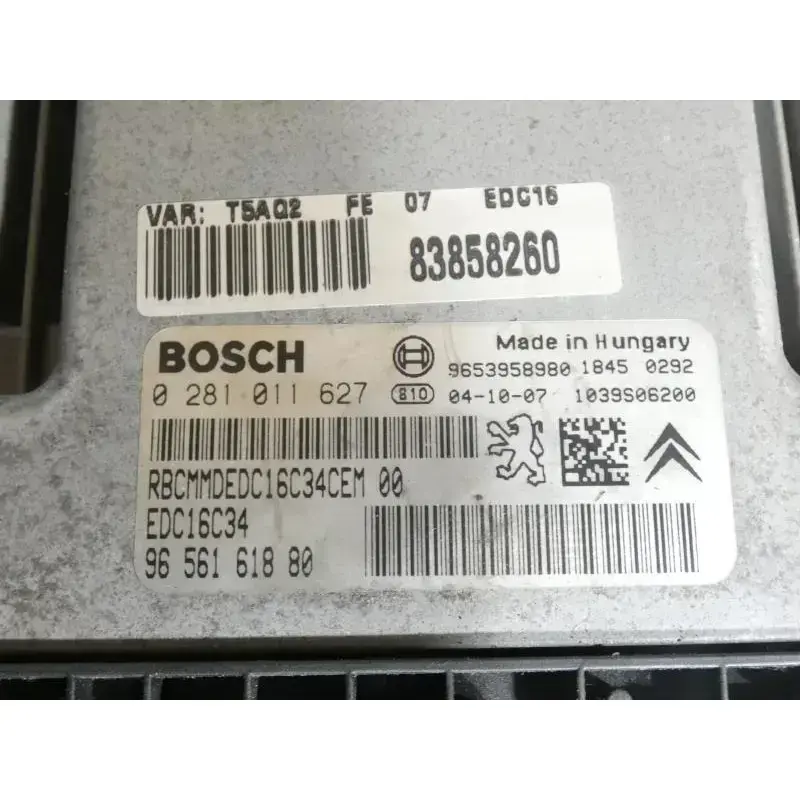 VAR: T5AQ2 FE 07 EDC16
83858260
BOSCH
Made in Hungary
9653958980 1845 0292
0 281 011 627
810
04-10-07 1039S06200
RBCMMDEDC16C34CEM 00
EDC16C34
96 561 618 80